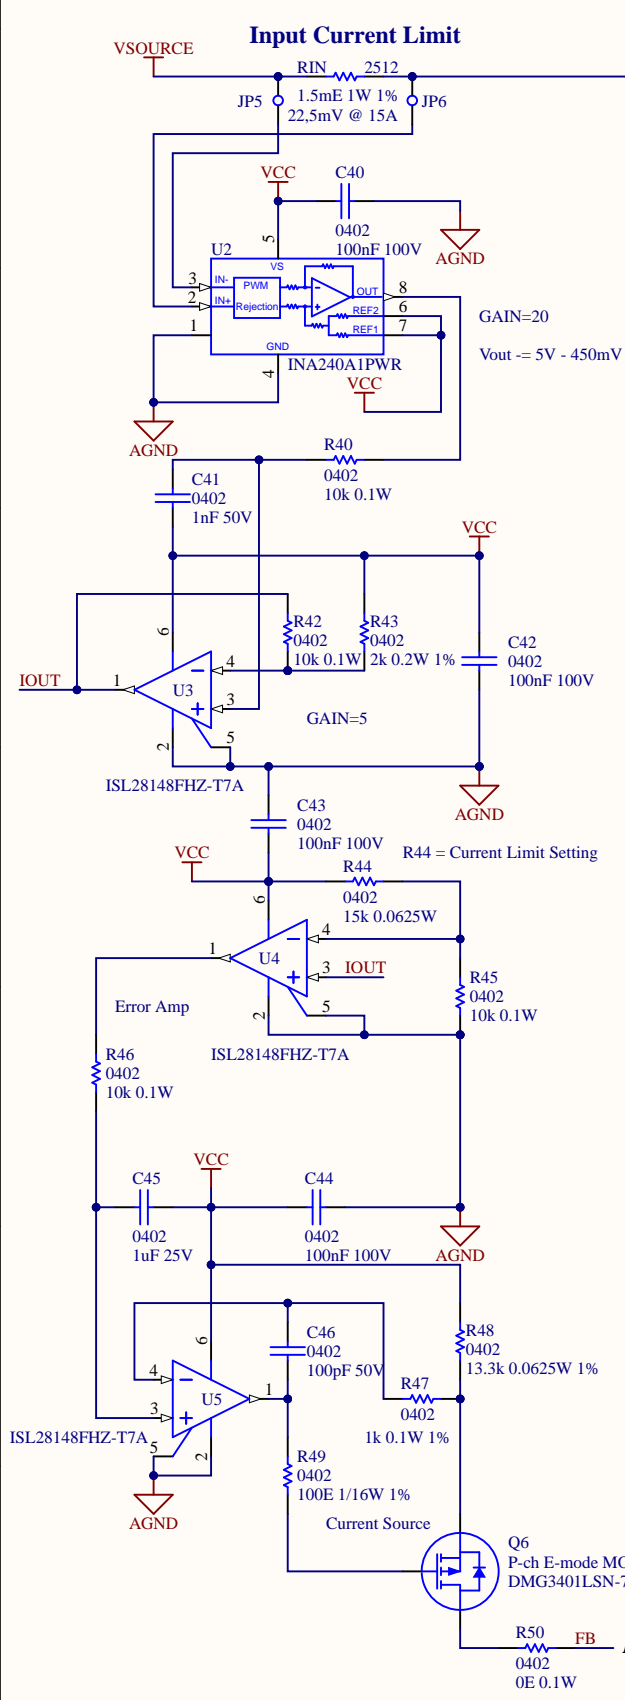 Input Current Limit
VSOURCE
RIN 2512
JP5 1.5mE 1W 1% JP6
22,5mV @ 15A
VCC
C40
0402
100nF 100V
AGND
5
U2
VS
3 IN- PWM
2 IN+ Rejection
OUT 8
REF2 6
REF1 7
1
GND
4
INA240A1PWR
GAIN=20
Vout -= 5V - 450mV
VCC
AGND
R40
0402
10k 0.1W
C41
0402
1nF 50V
VCC
6
R42
0402
10k 0.1W
R43
0402
2k 0.2W 1%
C42
0402
100nF 100V
IOUT
1
U3
4
3
5
2
GAIN=5
ISL28148FHZ-T7A
AGND
C43
0402
100nF 100V
VCC
R44 = Current Limit Setting
R44
0402
15k 0.0625W
6
1
U4
4
3 IOUT
5
2
R45
0402
10k 0.1W
Error Amp
ISL28148FHZ-T7A
R46
0402
10k 0.1W
VCC
C45
0402
1uF 25V
C44
0402
100nF 100V
AGND
6
C46
0402
100pF 50V
R48
0402
13.3k 0.0625W 1%
4
U5
1
3
5
2
R47
0402
1k 0.1W 1%
ISL28148FHZ-T7A
R49
0402
100E 1/16W 1%
AGND
Current Source
Q6
P-ch E-mode MO
DMG3401LSN-7
R50
0402
0E 0.1W
FB